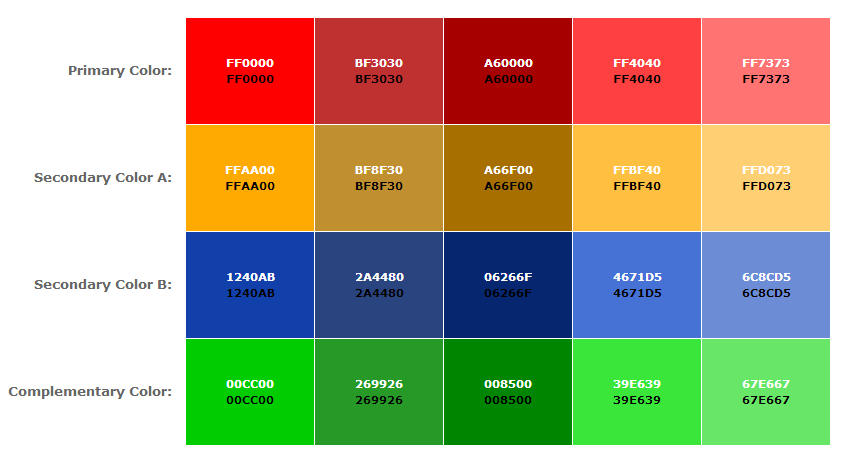 Primary Color:
FF0000 BF3030 A60000 FF4040 FF7373
FF0000 BF3030 A60000 FF4040 FF7373
Secondary Color A:
FFAA00 BF8F30 A66F00 FFBF40 FFD073
FFAA00 BF8F30 A66F00 FFBF40 FFD073
Secondary Color B:
1240AB 2A4480 06266F 4671D5 6C8CD5
1240AB 2A4480 06266F 4671D5 6C8CD5
Complementary Color:
00CC00 269926 008500 39E639 67E667
00CC00 269926 008500 39E639 67E667